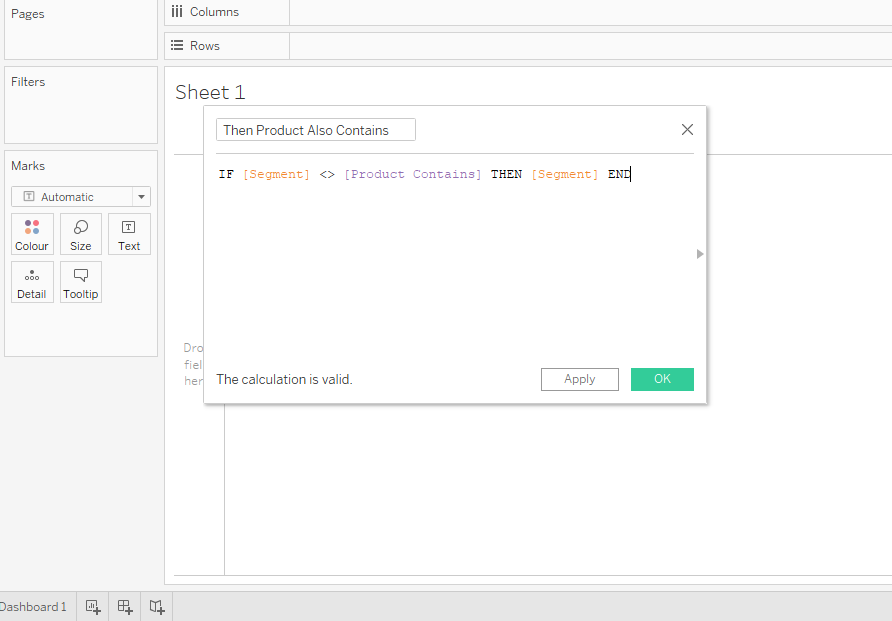 Pages
Columns
Rows
Filters
Sheet 1
Then Product Also Contains
Marks
IF [Segment] <> [Product Contains] THEN [Segment] END
Automatic
Colour Size Text
Detail Tooltip
Dro
fiel
her
The calculation is valid.
Apply
OK
Dashboard 1